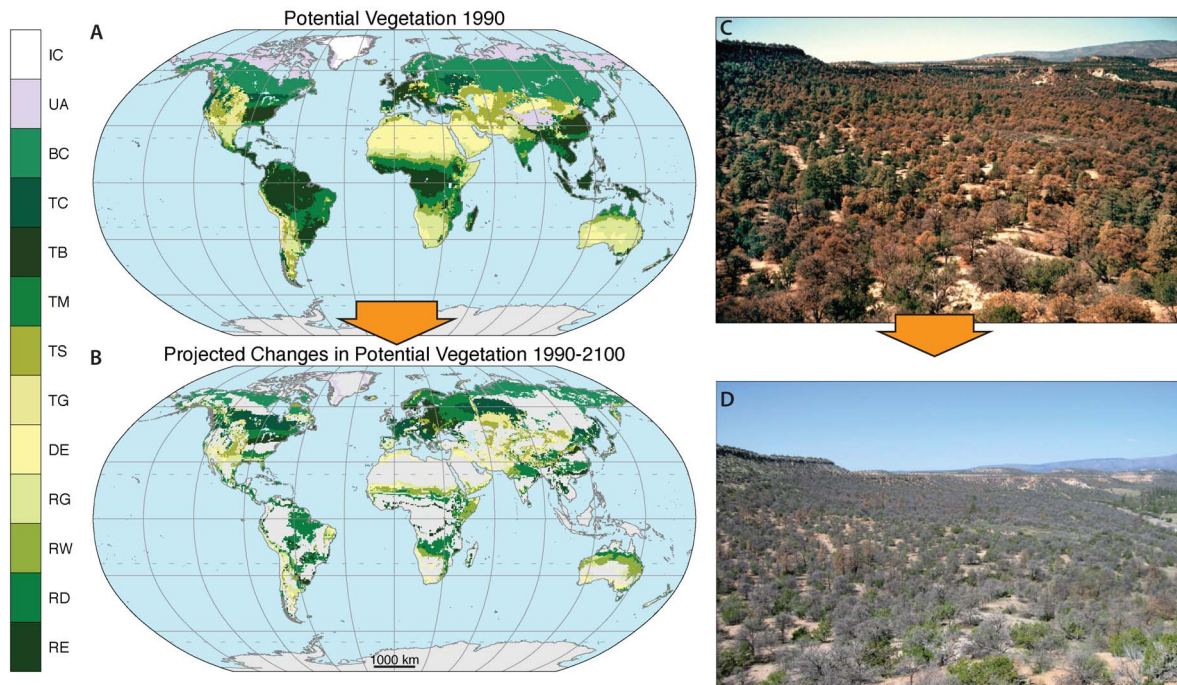 A
Potential Vegetation 1990
IC
UA
BC
TC
TB
TM
TS
TG
DE
RG
RW
RD
RE
B
Projected Changes in Potential Vegetation 1990-2100
1000 km
C
D